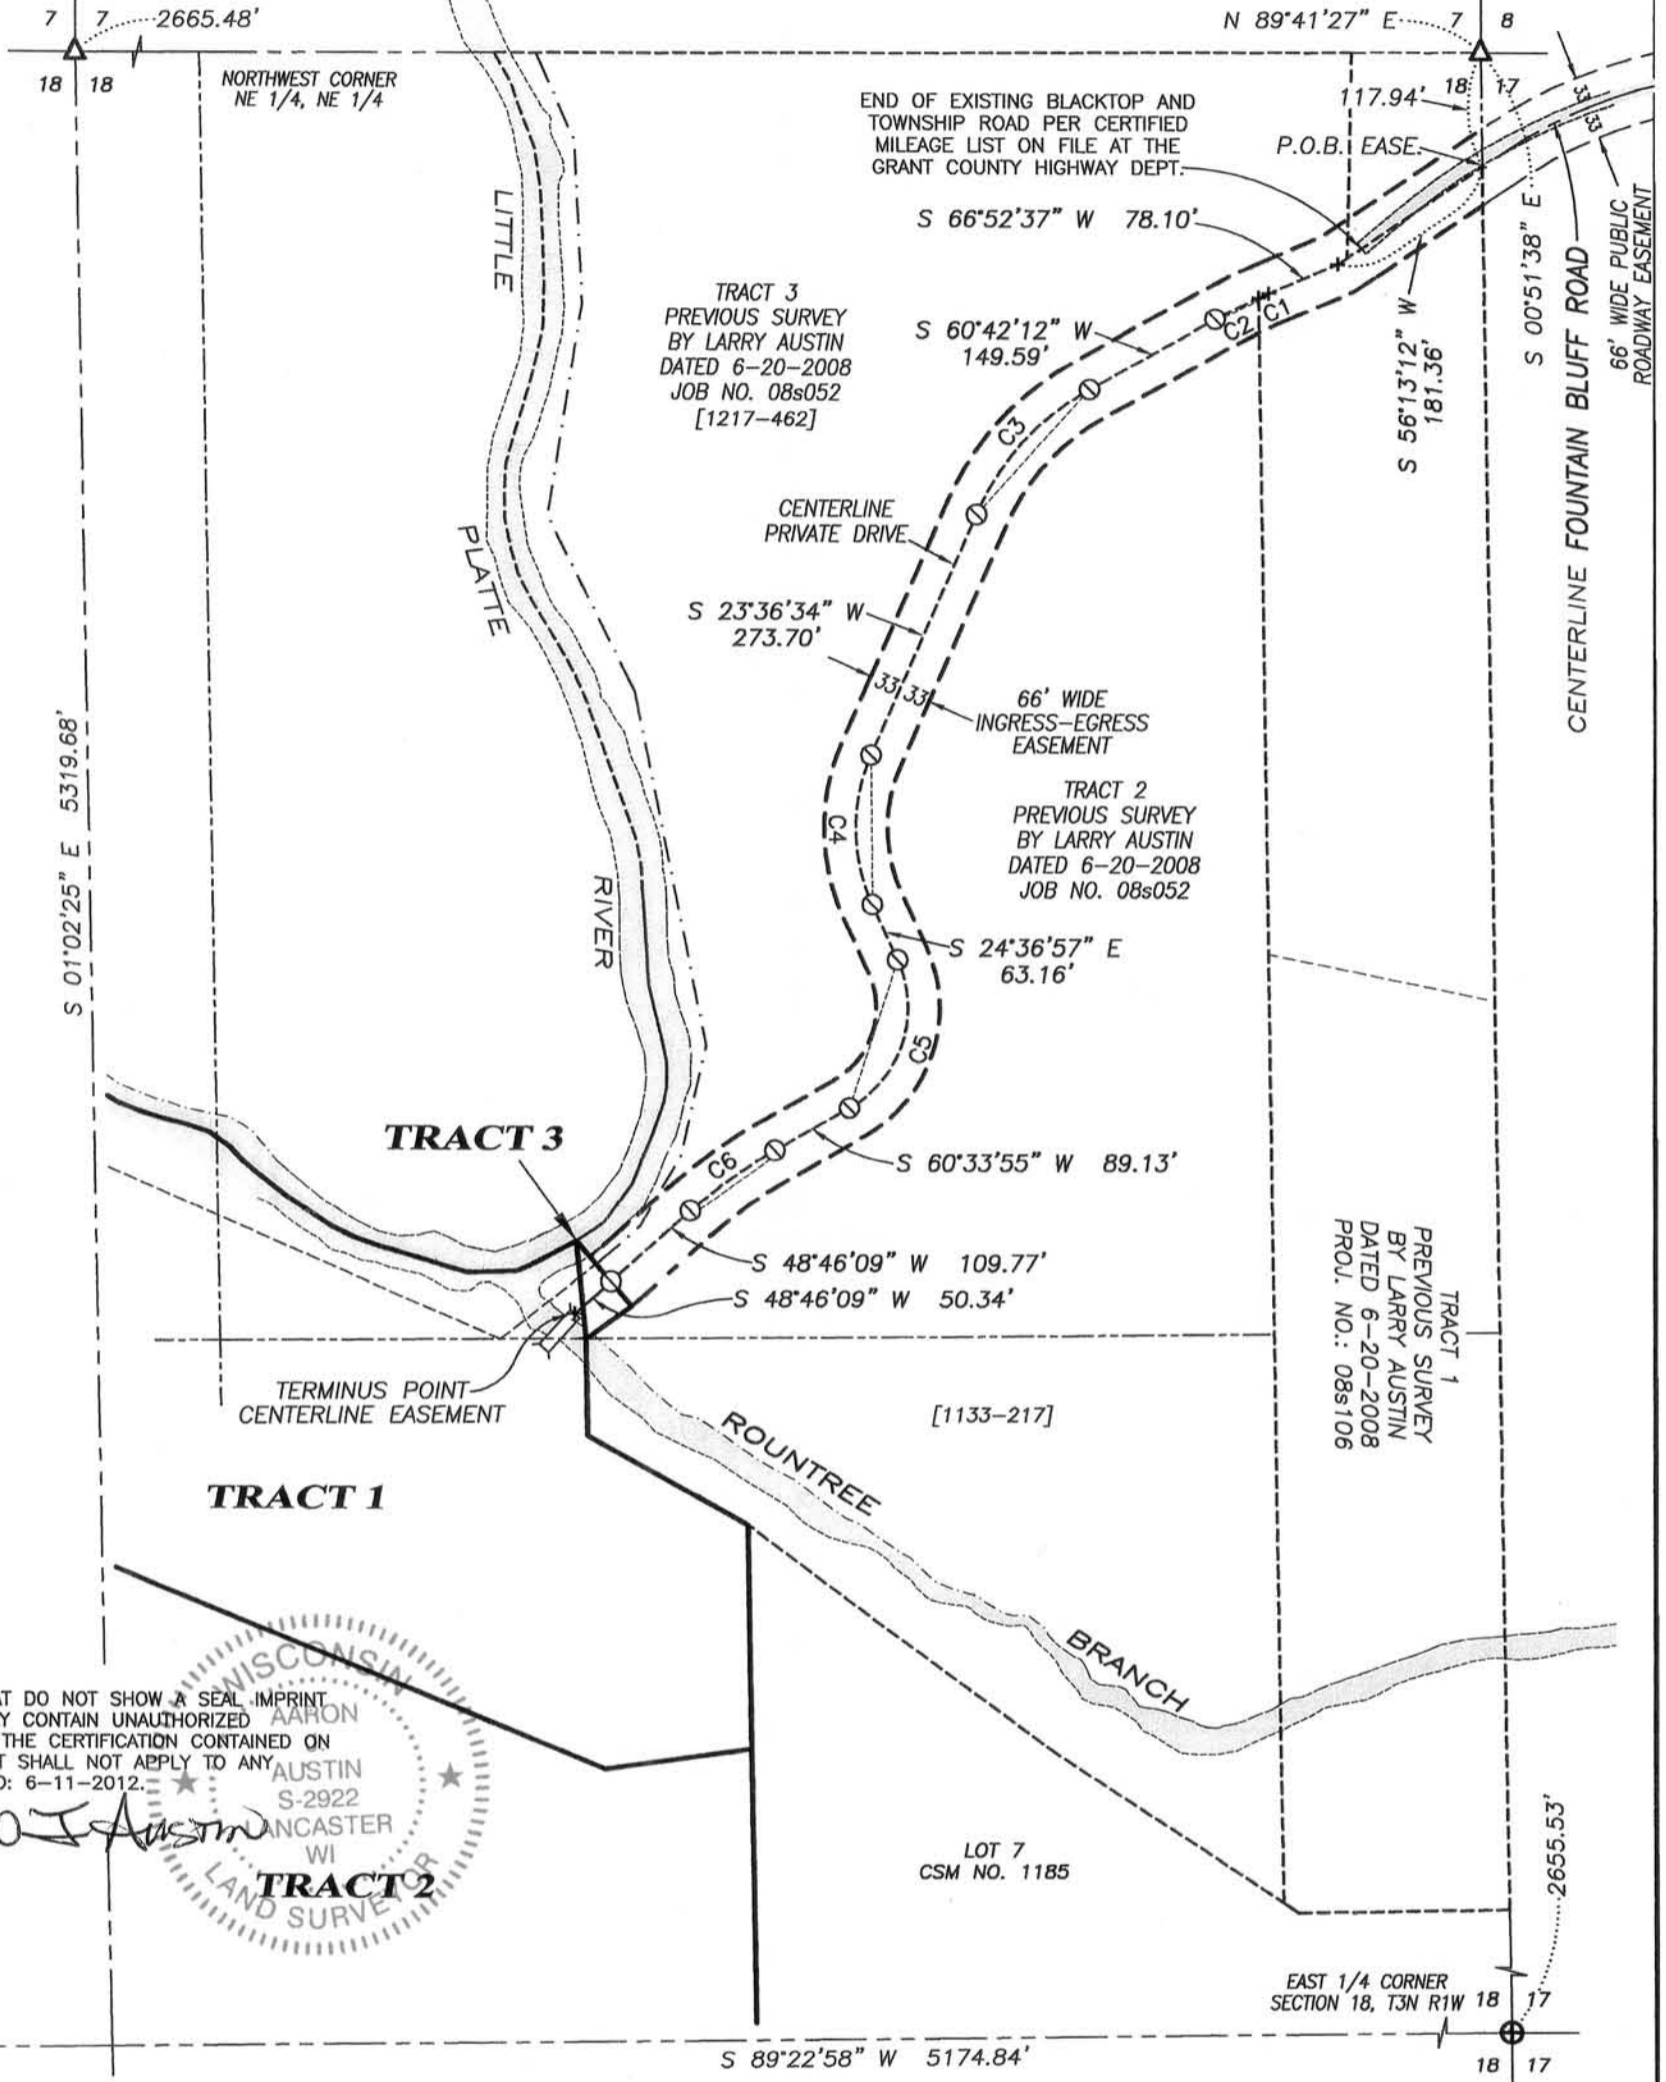 7 7 2665.48'
18 18
NORTHWEST CORNER
NE 1/4, NE 1/4
N 89°41'27" E 7 8
18 17
117.94'
END OF EXISTING BLACKTOP AND
TOWNSHIP ROAD PER CERTIFIED
MILEAGE LIST ON FILE AT THE
GRANT COUNTY HIGHWAY DEPT.
P.O.B. EASE.
33
33
66' WIDE PUBLIC
ROADWAY EASEMENT
S 00°51'38" E
CENTERLINE FOUNTAIN BLUFF ROAD
S 56°13'12" W
181.36'
S 66°52'37" W 78.10'
C1
C2
S 60°42'12" W
149.59'
TRACT 3
PREVIOUS SURVEY
BY LARRY AUSTIN
DATED 6-20-2008
JOB NO. 08s052
[1217-462]
C3
LITTLE
PLATTE
RIVER
CENTERLINE
PRIVATE DRIVE
S 23°36'34" W
273.70'
33 33
66' WIDE
INGRESS-EGRESS
EASEMENT
S 01°02'25" E 5319.68'
TRACT 2
PREVIOUS SURVEY
BY LARRY AUSTIN
DATED 6-20-2008
JOB NO. 08s052
C4
S 24°36'57" E
63.16'
C5
TRACT 3
C6
S 60°33'55" W 89.13'
S 48°46'09" W 109.77'
S 48°46'09" W 50.34'
TRACT 1
PREVIOUS SURVEY
BY LARRY AUSTIN
DATED 6-20-2008
PROJ. NO.: 08s106
TERMINUS POINT
CENTERLINE EASEMENT
[1133-217]
ROUNTREE
BRANCH
TRACT 1
T DO NOT SHOW A SEAL IMPRINT
Y CONTAIN UNAUTHORIZED
THE CERTIFICATION CONTAINED ON
T SHALL NOT APPLY TO ANY
D: 6-11-2012.
WISCONSIN
AARON
AUSTIN
S-2922
LANCASTER
WI
LAND SURVEYOR
J Austin
TRACT 2
LOT 7
CSM NO. 1185
2655.53'
EAST 1/4 CORNER
SECTION 18, T3N R1W 18 17
S 89°22'58" W 5174.84'
18 17